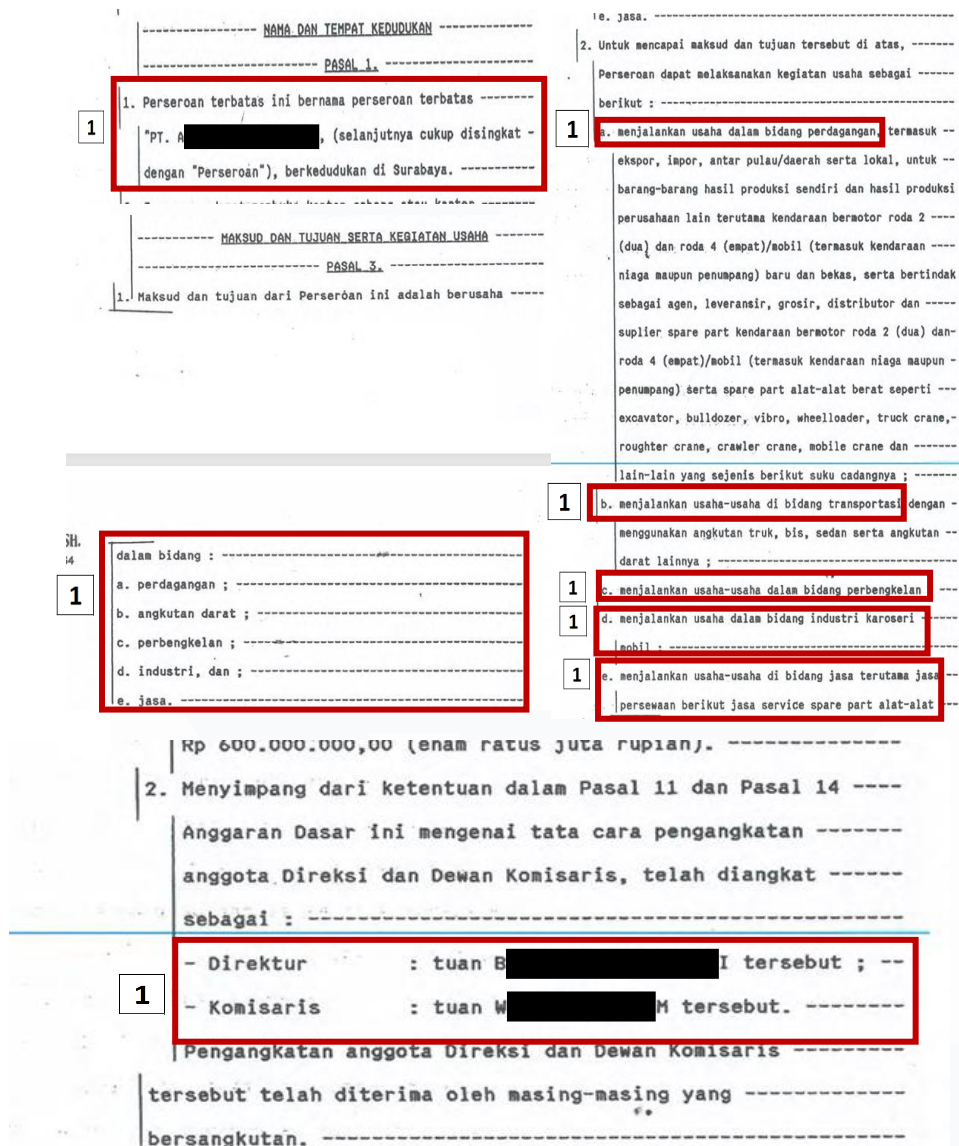 NAMA DAN TEMPAT KEDUDUKAN
PASAL 1.
1. Perseroan terbatas ini bernama perseroan terbatas
1
"PT. A , (selanjutnya cukup disingkat -
dengan "Perseroan"), berkedudukan di Surabaya.
MAKSUD DAN TUJUAN SERTA KEGIATAN USAHA
PASAL 3.
1. Maksud dan tujuan dari Perseroan ini adalah berusaha
SH.
dalam bidang :
1
a. perdagangan ;
b. angkutan darat ;
c. perbengkelan ;
d. industri, dan ;
e. jasa.
e. jasa.
2. Untuk mencapai maksud dan tujuan tersebut di atas,
Perseroan dapat melaksanakan kegiatan usaha sebagai
berikut :
1
a. menjalankan usaha dalam bidang perdagangan, termasuk
ekspor, impor, antar pulau/daerah serta lokal, untuk
barang-barang hasil produksi sendiri dan hasil produksi
perusahaan lain terutama kendaraan bermotor roda 2
(dua) dan roda 4 (empat)/mobil (termasuk kendaraan
niaga maupun penumpang) baru dan bekas, serta bertindak
sebagai agen, leveransir, grosir, distributor dan
suplier spare part kendaraan bermotor roda 2 (dua) dan-
roda 4 (empat)/mobil (termasuk kendaraan niaga maupun -
penumpang) serta spare part alat-alat berat seperti
excavator, bulldozer, vibro, wheelloader, truck crane,-
roughter crane, crawler crane, mobile crane dan
lain-lain yang sejenis berikut suku cadangnya ;
1
b. menjalankan usaha-usaha di bidang transportasi dengan -
menggunakan angkutan truk, bis, sedan serta angkutan
darat lainnya ;
1
c. menjalankan usaha-usaha dalam bidang perbengkelan
1
d. menjalankan usaha dalam bidang industri karoseri
mobil ;
1
e. menjalankan usaha-usaha di bidang jasa terutama jasa
persewaan berikut jasa service spare part alat-alat
Rp 600.000.000,00 (enam ratus juta rupiah).
2. Menyimpang dari ketentuan dalam Pasal 11 dan Pasal 14
Anggaran Dasar ini mengenai tata cara pengangkatan
anggota Direksi dan Dewan Komisaris, telah diangkat
sebagai :
1
- Direktur : tuan B I tersebut ;
- Komisaris : tuan W M tersebut.
Pengangkatan anggota Direksi dan Dewan Komisaris
tersebut telah diterima oleh masing-masing yang
bersangkutan.